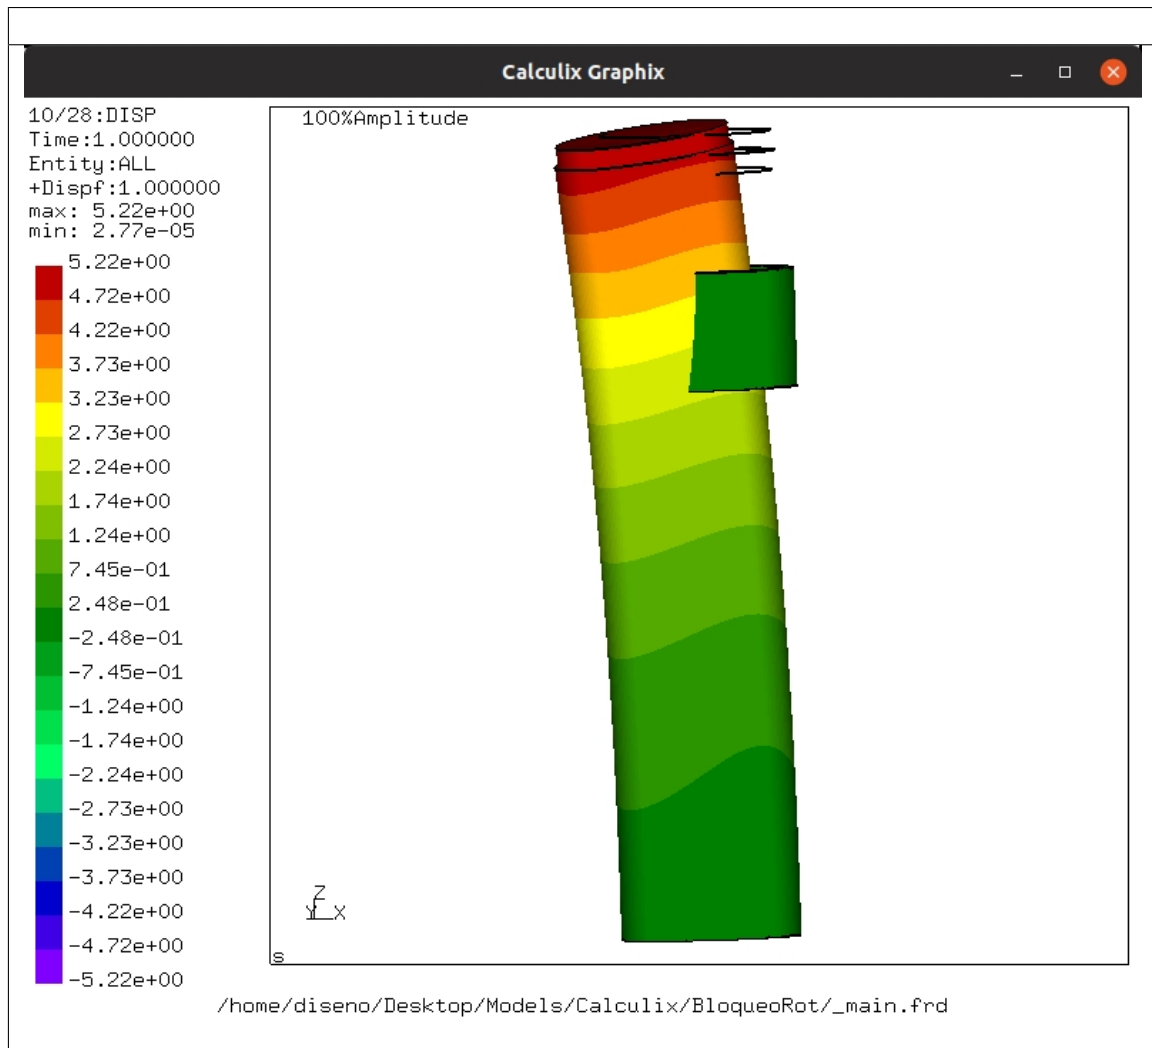 Calculix Graphix
10/28:DISP
Time:1.000000
Entity:ALL
+Dispf:1.000000
max: 5.22e+00
min: 2.77e-05
5.22e+00
4.72e+00
4.22e+00
3.73e+00
3.23e+00
2.73e+00
2.24e+00
1.74e+00
1.24e+00
7.45e-01
2.48e-01
-2.48e-01
-7.45e-01
-1.24e+00
-1.74e+00
-2.24e+00
-2.73e+00
-3.23e+00
-3.73e+00
-4.22e+00
-4.72e+00
-5.22e+00
100%Amplitude
Z
Y X
s
/home/diseno/Desktop/Models/Calculix/BloqueoRot/_main.frd